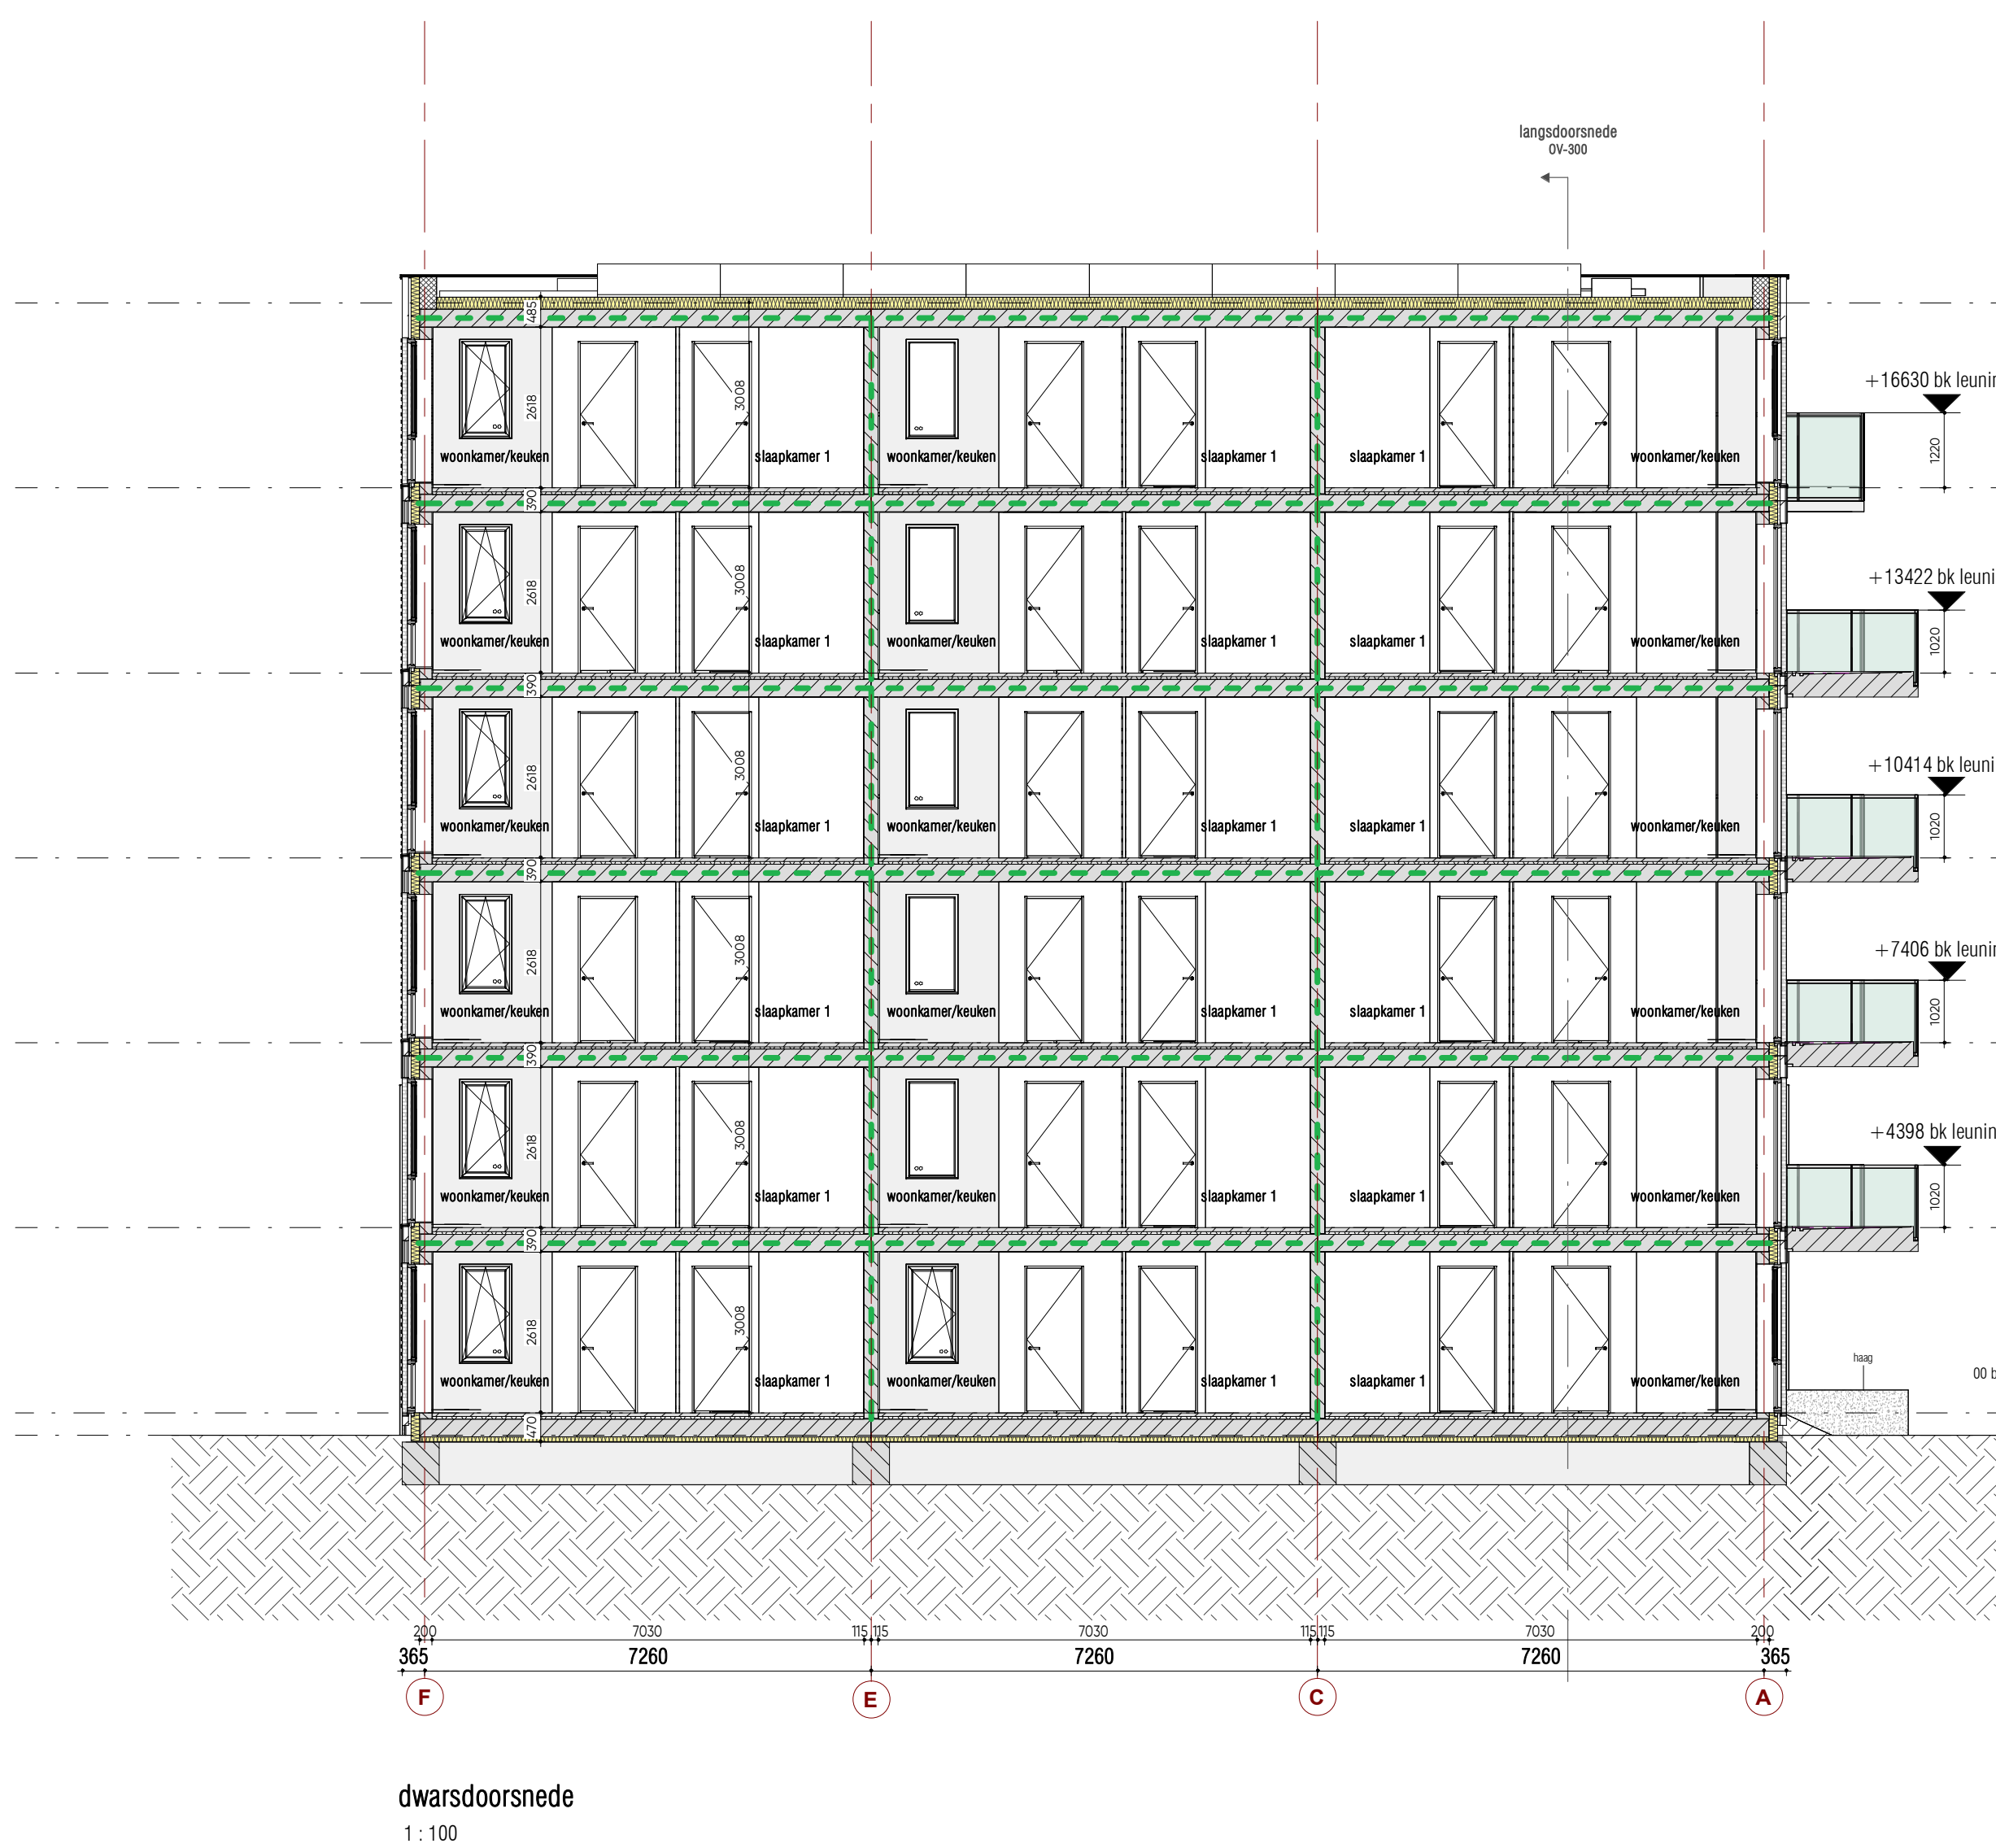 langsdoorsnede
OV-300
485
+16630 bk leunin
2618
3008
1220
woonkamer/keuken
slaapkamer 1
woonkamer/keuken
slaapkamer 1
slaapkamer 1
woonkamer/keuken
390
+13422 bk leuni
2618
3008
1020
woonkamer/keuken
slaapkamer 1
woonkamer/keuken
slaapkamer 1
slaapkamer 1
woonkamer/keuken
390
+10414 bk leuni
2618
3008
1020
woonkamer/keuken
slaapkamer 1
woonkamer/keuken
slaapkamer 1
slaapkamer 1
woonkamer/keuken
390
+7406 bk leunin
2618
3008
1020
woonkamer/keuken
slaapkamer 1
woonkamer/keuken
slaapkamer 1
slaapkamer 1
woonkamer/keuken
390
+4398 bk leunin
2618
3008
1020
woonkamer/keuken
slaapkamer 1
woonkamer/keuken
slaapkamer 1
slaapkamer 1
woonkamer/keuken
390
2618
3008
haag
00 b
woonkamer/keuken
slaapkamer 1
woonkamer/keuken
slaapkamer 1
slaapkamer 1
woonkamer/keuken
470
200 7030 115 115 7030 115 115 7030 200
365 7260 7260 7260 365
F E C A
dwarsdoorsnede
1 : 100